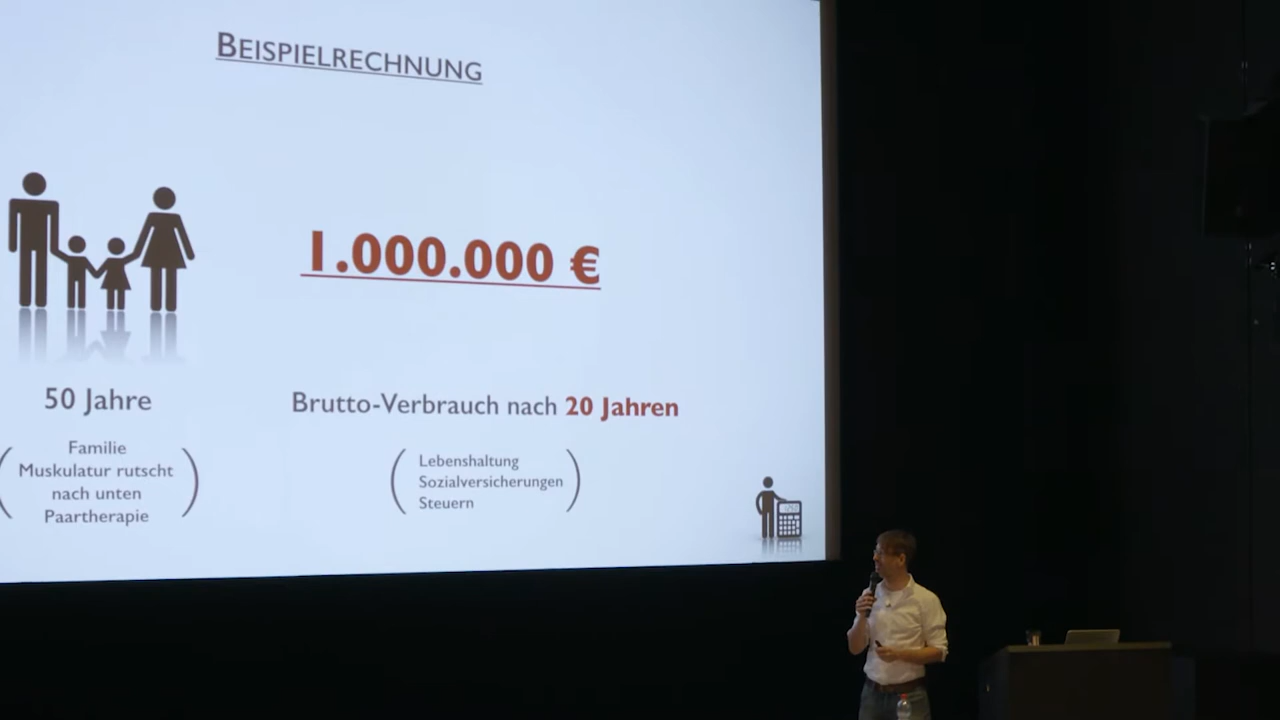 BEISPIELRECHNUNG
1.000.000 €
50 Jahre
Familie
Muskulatur rutscht
nach unten
Paartherapie
Brutto-Verbrauch nach 20 Jahren
Lebenshaltung
Sozialversicherungen
Steuern